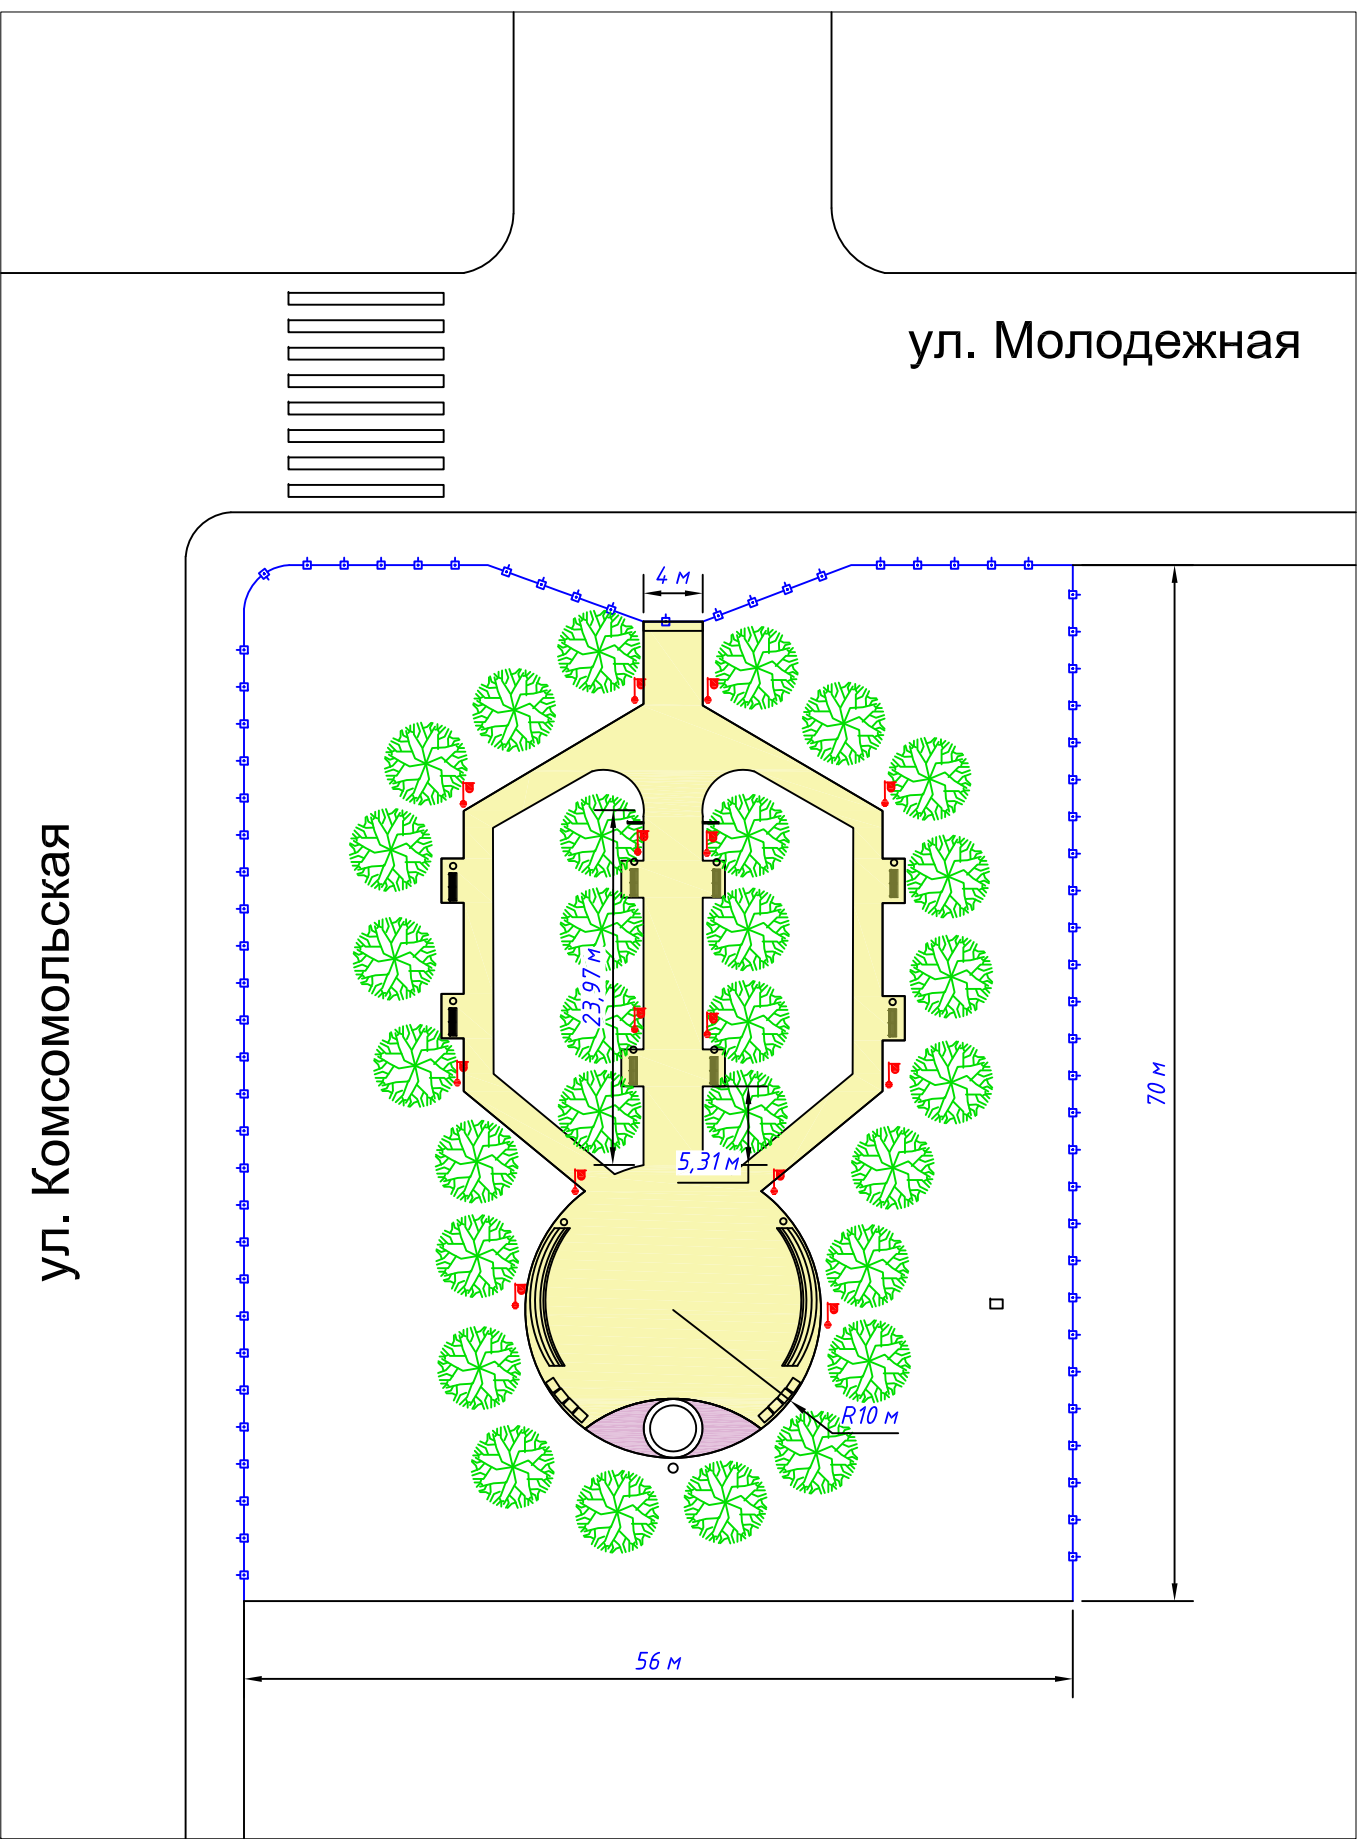 ул. Молодежная
4 м
ул. Комсомольская
23,97 м
70 м
5,31 м
R10 м
56 м